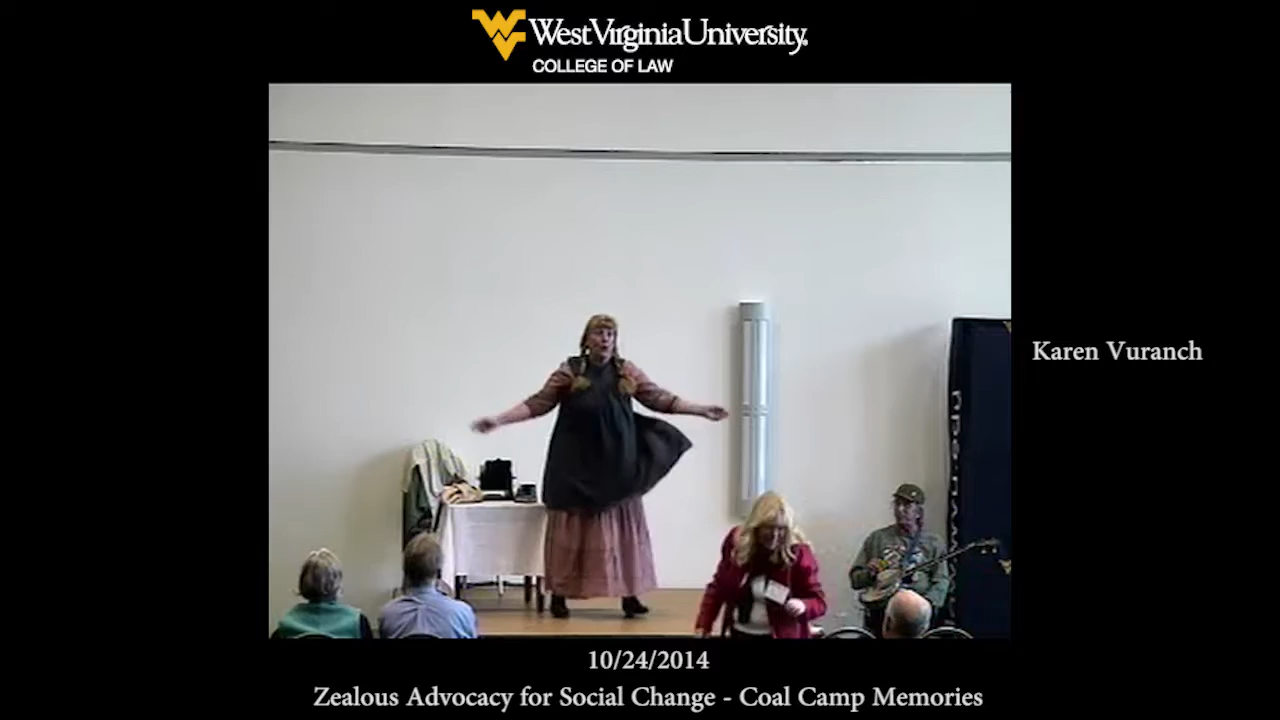 WestVirginiaUniversity.
COLLEGE OF LAW
Karen Vuranch
10/24/2014
Zealous Advocacy for Social Change - Coal Camp Memories